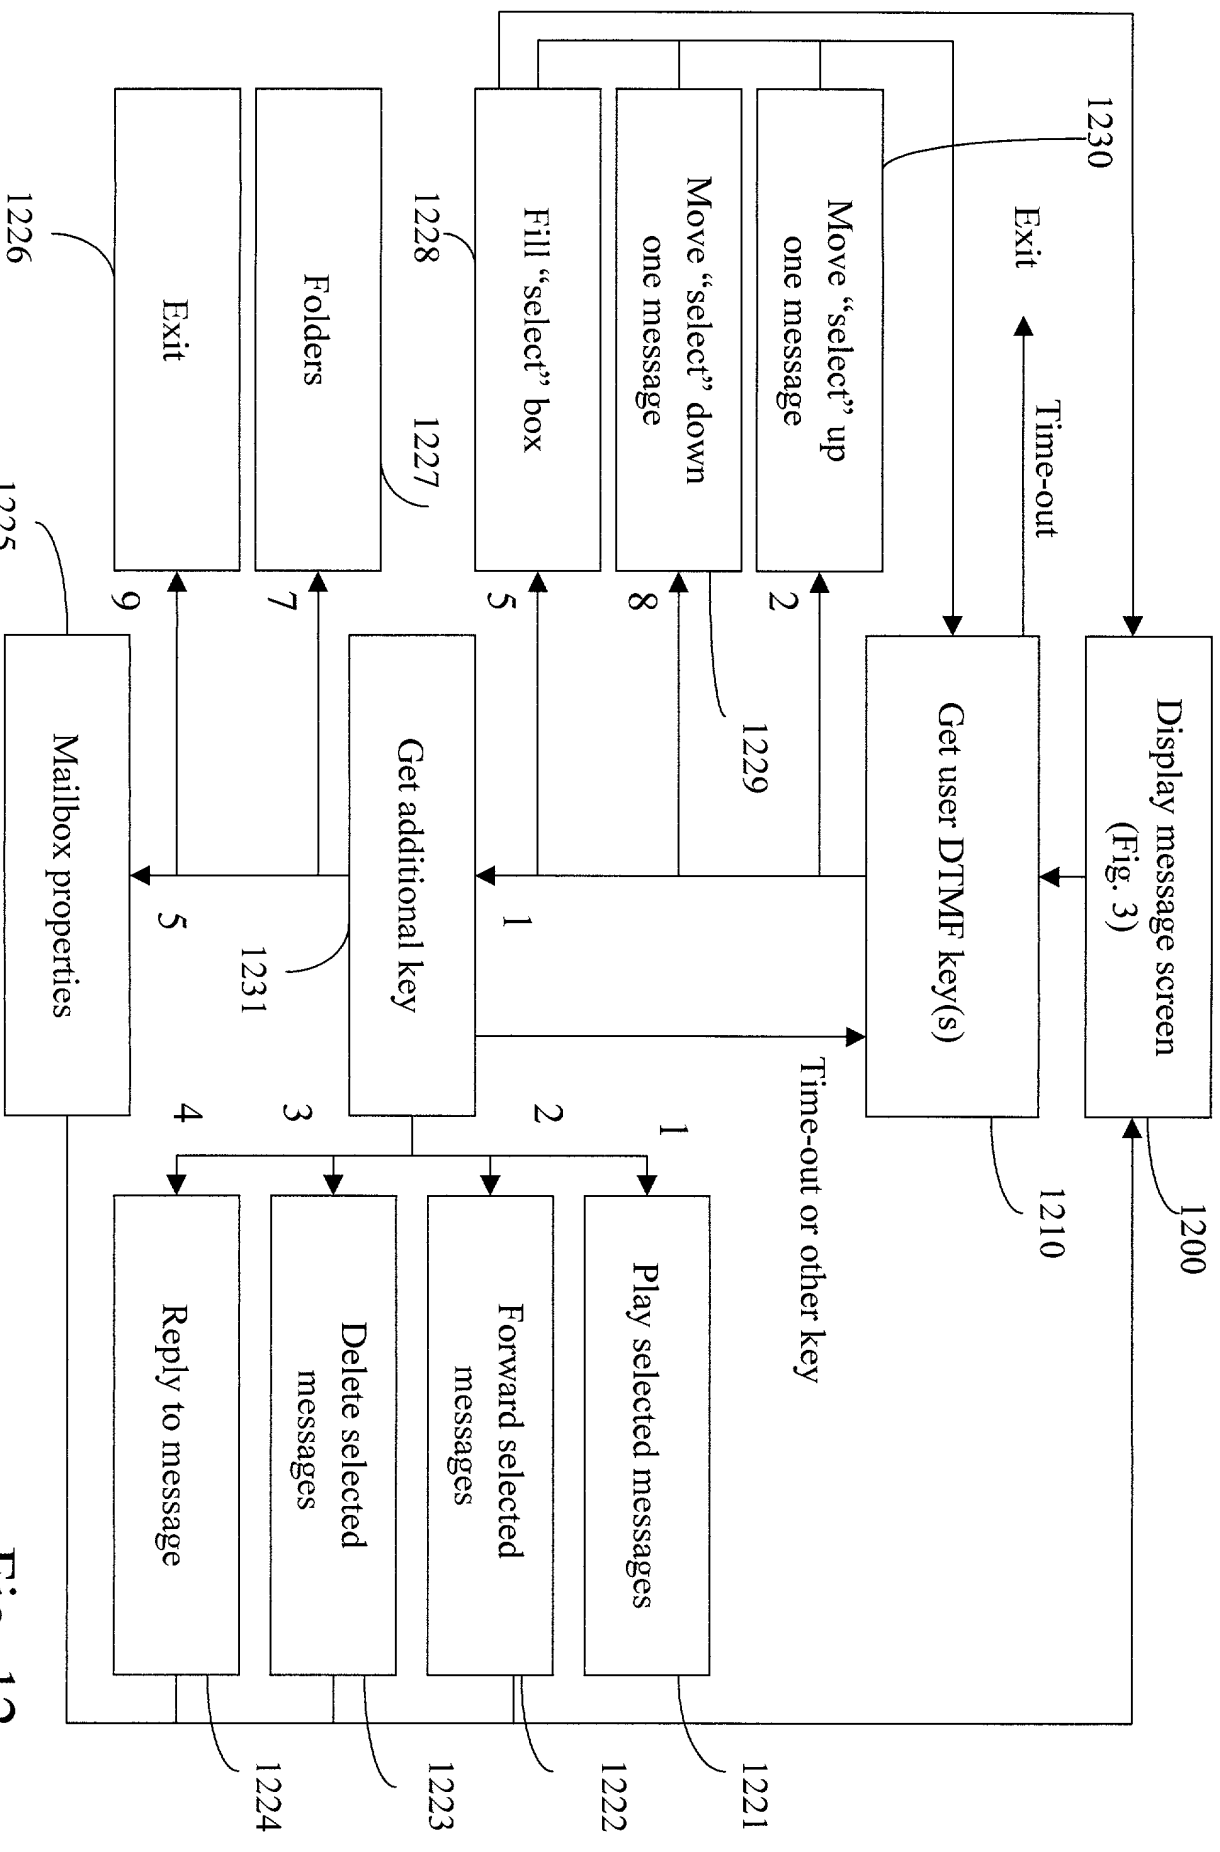 Display message screen
(Fig. 3)
1200
1230
Exit
Time-out
Get user DTMF key(s)
1210
Move “select” up
one message
2
Time-out or other key
Move “select” down
one message
8
1229
1
Play selected messages
1221
Fill “select” box
5
1228
1
2
Forward selected
messages
1222
Get additional key
1231
Folders
7
1227
3
Delete selected
messages
1223
Exit
9
1226
5
4
Reply to message
1224
Mailbox properties
1225
Fig. 12